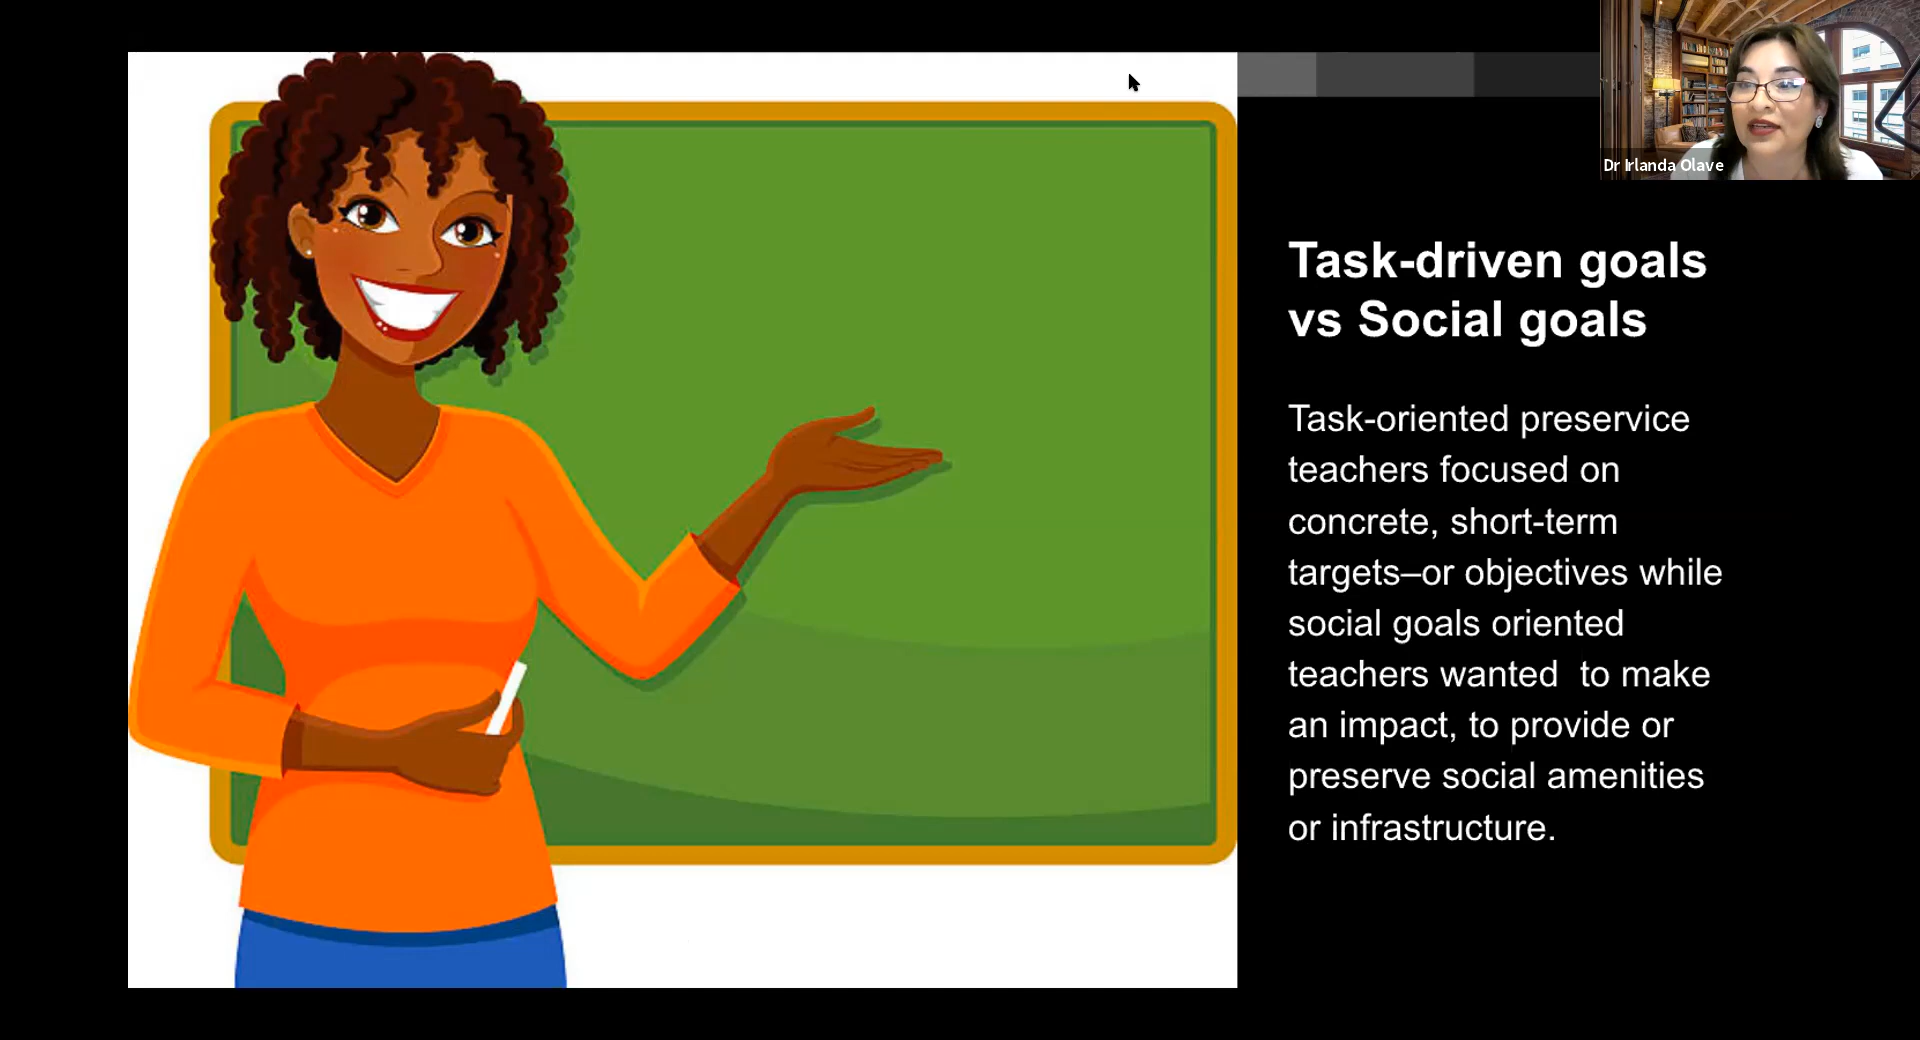 Dr Irlanda Olave
Task-driven goals
vs Social goals
Task-oriented preservice
teachers focused on
concrete, short-term
targets–or objectives while
social goals oriented
teachers wanted  to make
an impact, to provide or
preserve social amenities
or infrastructure.